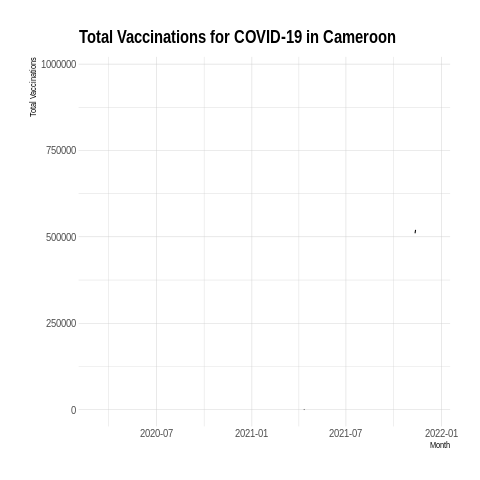 Total Vaccinations for COVID-19 in Cameroon
Total Vaccinations
1000000
750000
500000
250000
0
2020-07 2021-01 2021-07 2022-01
Month